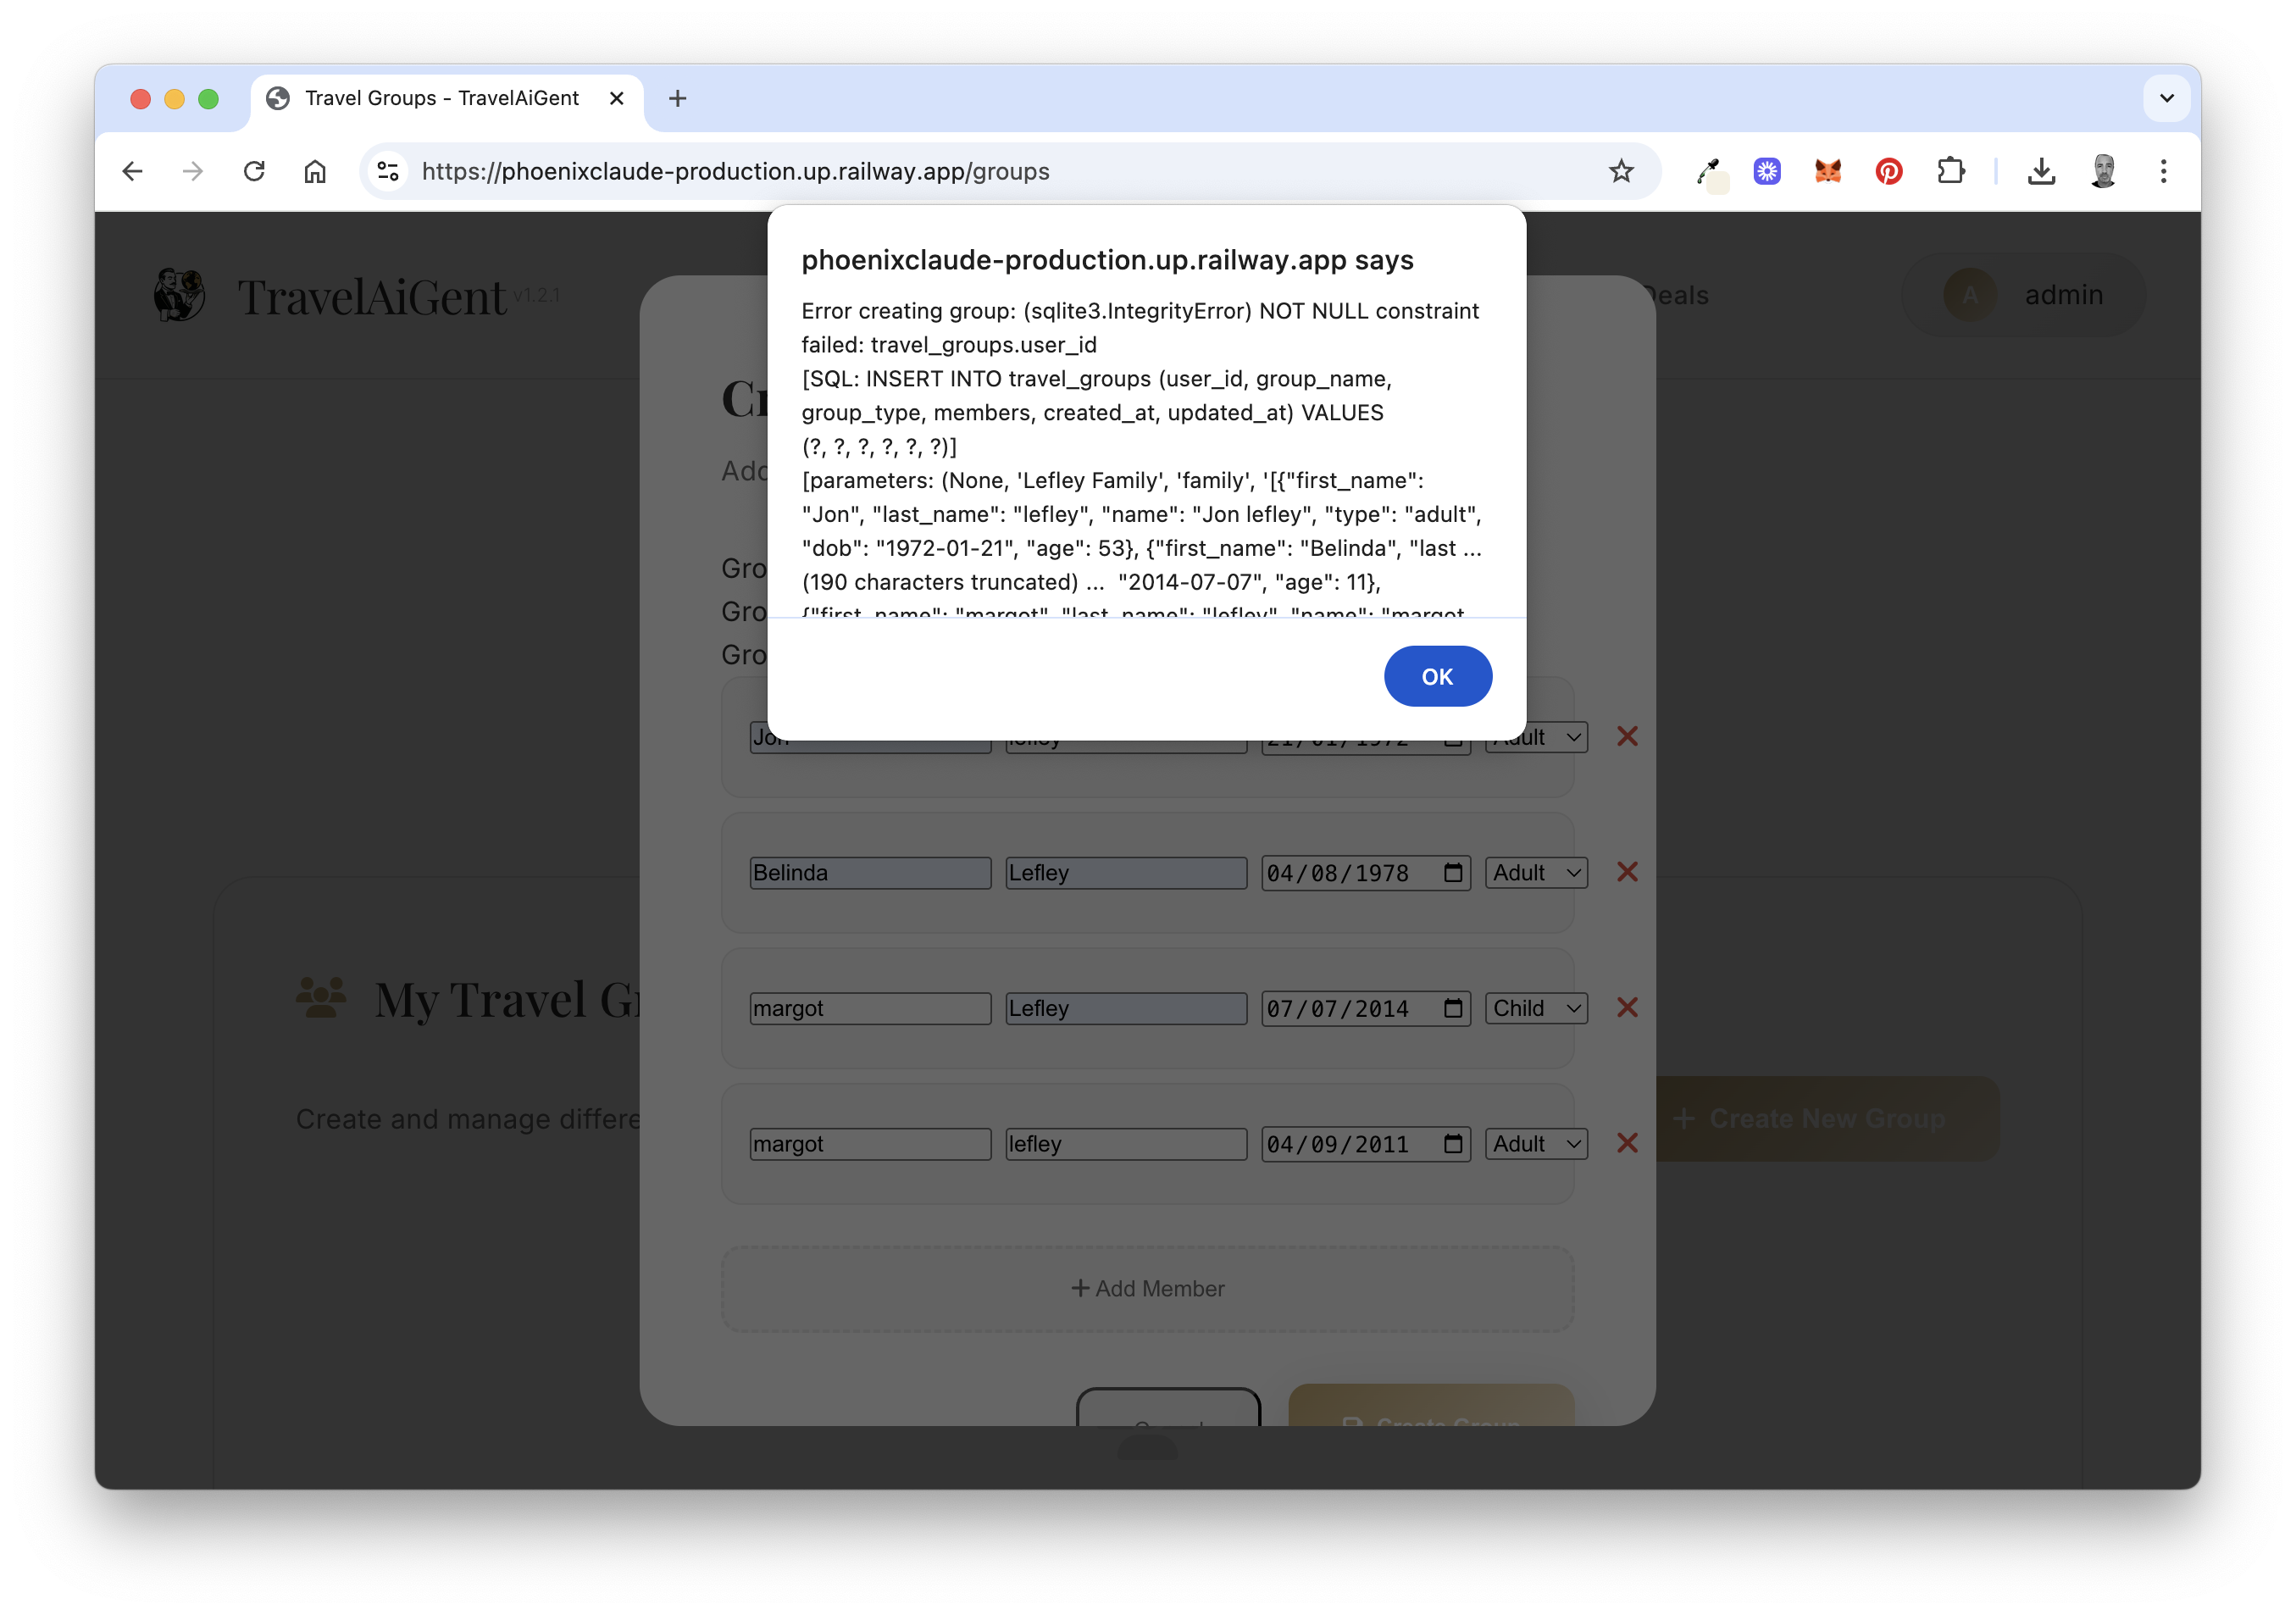 Travel Groups - TravelAiGent
https://phoenixclaude-production.up.railway.app/groups
TravelAiGent v1.2.1
Deals
A admin
phoenixclaude-production.up.railway.app says
Error creating group: (sqlite3.IntegrityError) NOT NULL constraint
failed: travel_groups.user_id
[SQL: INSERT INTO travel_groups (user_id, group_name,
group_type, members, created_at, updated_at) VALUES
(?, ?, ?, ?, ?, ?)]
[parameters: (None, 'Lefley Family', 'family', '[{"first_name":
"Jon", "last_name": "lefley", "name": "Jon lefley", "type": "adult",
"dob": "1972-01-21", "age": 53}, {"first_name": "Belinda", "last ...
(190 characters truncated) ... "2014-07-07", "age": 11},
{"first_name": "margot", "last_name": "lefley", "name": "margot
OK
Cr
Add
Gro
Gro
Gro
Jon lefley 21/01/1972 Adult
Belinda Lefley 04/08/1978 Adult
margot Lefley 07/07/2014 Child
margot lefley 04/09/2011 Adult
+ Add Member
Create Group
My Travel Gr
Create and manage differe
+ Create New Group